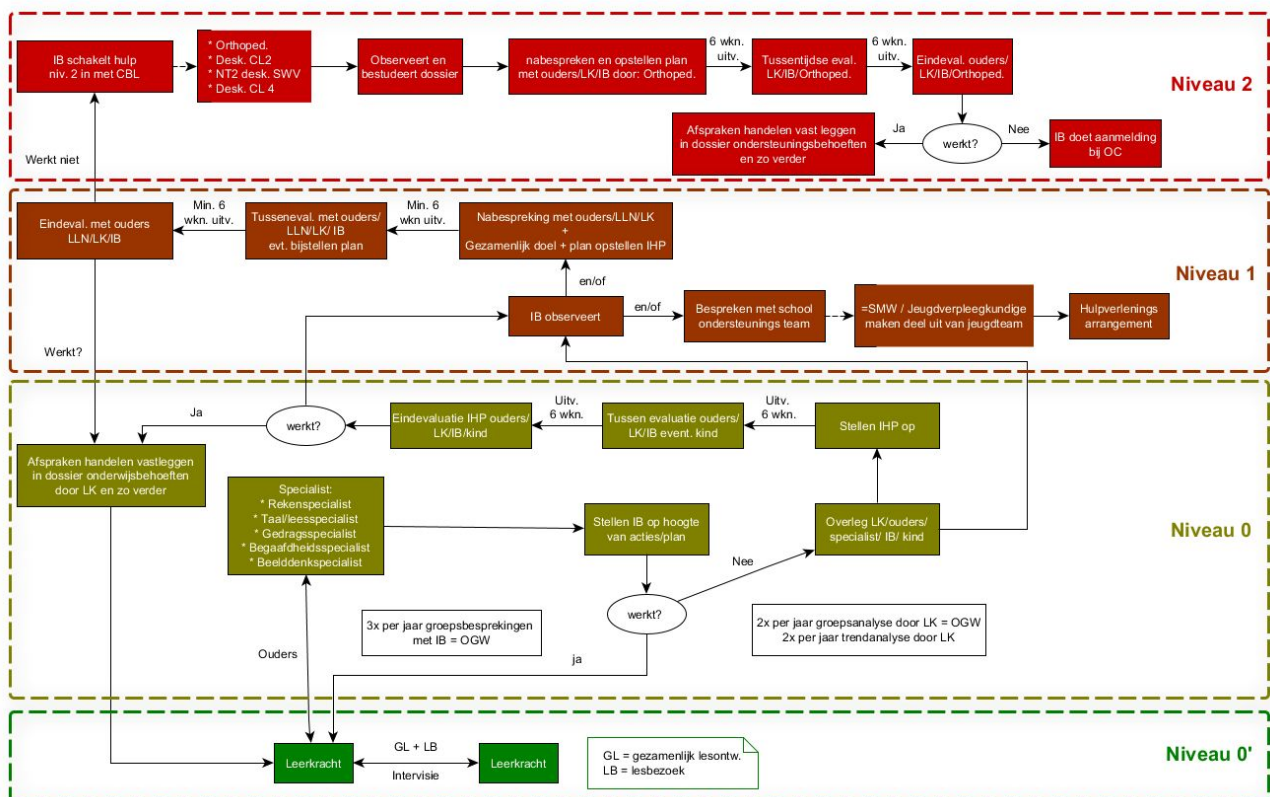 IB schakelt hulp
niv. 2 in met CBL
* Orthoped.
* Desk. CL2
* NT2 desk. SWV
* Desk. CL 4
Observeert en
bestudeert dossier
nabespreken en opstellen plan
met ouders/LK/IB door: Orthoped.
6 wkn.
uitv.
Tussentijdse eval.
LK/IB/Orthoped.
6 wkn.
uitv.
Eindeval. ouders/
LK/IB/Orthoped.
Niveau 2
Afspraken handelen vast leggen
in dossier ondersteuningsbehoeften
en zo verder
Ja
werkt?
Nee
IB doet aanmelding
bij OC
Werkt niet
Eindeval. met ouders
LLN/LK/IB
Min. 6
wkn. uitv.
Tusseneval. met ouders/
LLN/LK/ IB
evt. bijstellen plan
Min. 6
wkn. uitv.
Nabespreking met ouders/LLN/LK
+
Gezamenlijk doel + plan opstellen IHP
Niveau 1
en/of
IB observeert
en/of
Bespreken met school
ondersteunings team
=SMW / Jeugdverpleegkundige
maken deel uit van jeugdteam
Hulpverlenings
arrangement
Werkt?
Ja
werkt?
Eindevaluatie IHP ouders/
LK/IB/kind
Uitv.
6 wkn.
Tussen evaluatie ouders/
LK/IB event. kind
Uitv.
6 wkn.
Stellen IHP op
Afspraken handelen vastleggen
in dossier onderwijsbehoeften
door LK en zo verder
Specialist:
* Rekenspecialist
* Taal/leesspecialist
* Gedragsspecialist
* Begaafdheidsspecialist
* Beelddenkspecialist
Stellen IB op hoogte
van acties/plan
Overleg LK/ouders/
specialist/ IB/ kind
Niveau 0
Nee
werkt?
3x per jaar groepsbesprekingen
met IB = OGW
2x per jaar groepsanalyse door LK = OGW
2x per jaar trendanalyse door LK
Ouders
ja
Leerkracht
GL + LB
Intervisie
Leerkracht
GL = gezamenlijk lesontw.
LB = lesbezoek
Niveau 0'